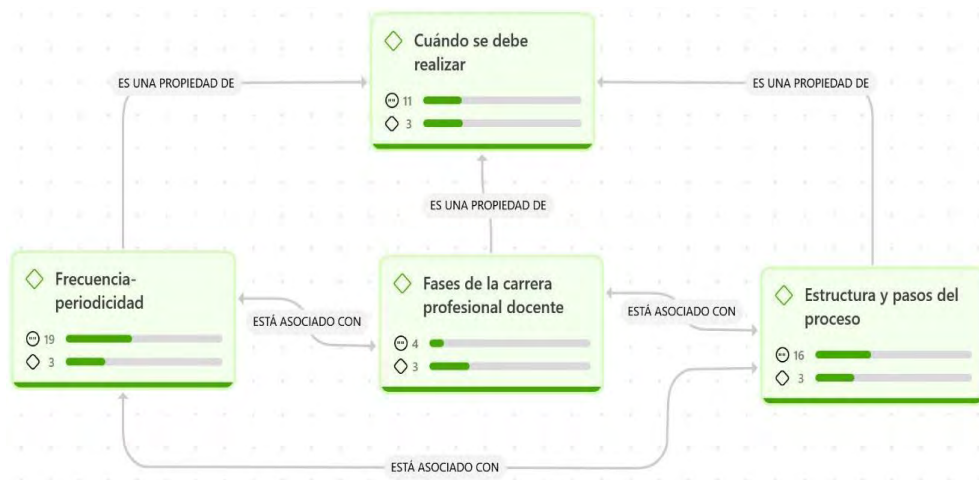 Cuándo se debe
realizar
11
3
ES UNA PROPIEDAD DE
ES UNA PROPIEDAD DE
ES UNA PROPIEDAD DE
Frecuencia-
periodicidad
19
3
ESTÁ ASOCIADO CON
Fases de la carrera
profesional docente
4
3
ESTÁ ASOCIADO CON
Estructura y pasos del
proceso
16
3
ESTÁ ASOCIADO CON